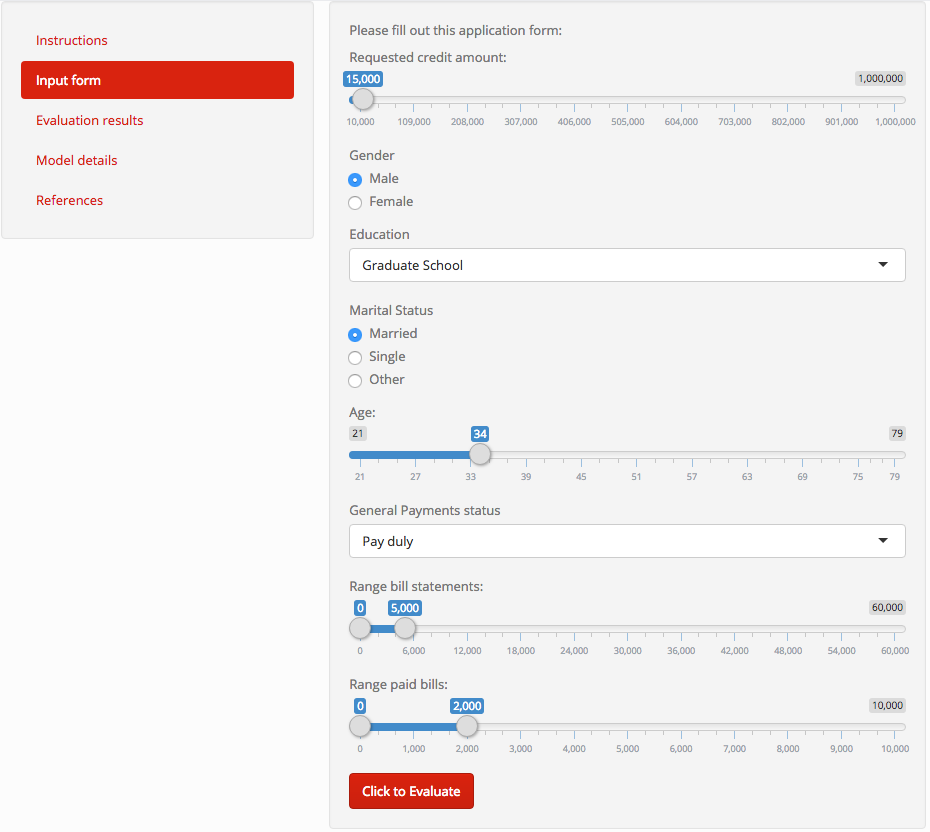 Instructions
Input form
Evaluation results
Model details
References
Please fill out this application form:
Requested credit amount:
15,000 1,000,000
10,000 109,000 208,000 307,000 406,000 505,000 604,000 703,000 802,000 901,000 1,000,000
Gender
Male
Female
Education
Graduate School
Marital Status
Married
Single
Other
Age:
21 34 79
21 27 33 39 45 51 57 63 69 75 79
General Payments status
Pay duly
Range bill statements:
0 5,000 60,000
0 6,000 12,000 18,000 24,000 30,000 36,000 42,000 48,000 54,000 60,000
Range paid bills:
0 2,000 10,000
0 1,000 2,000 3,000 4,000 5,000 6,000 7,000 8,000 9,000 10,000
Click to Evaluate